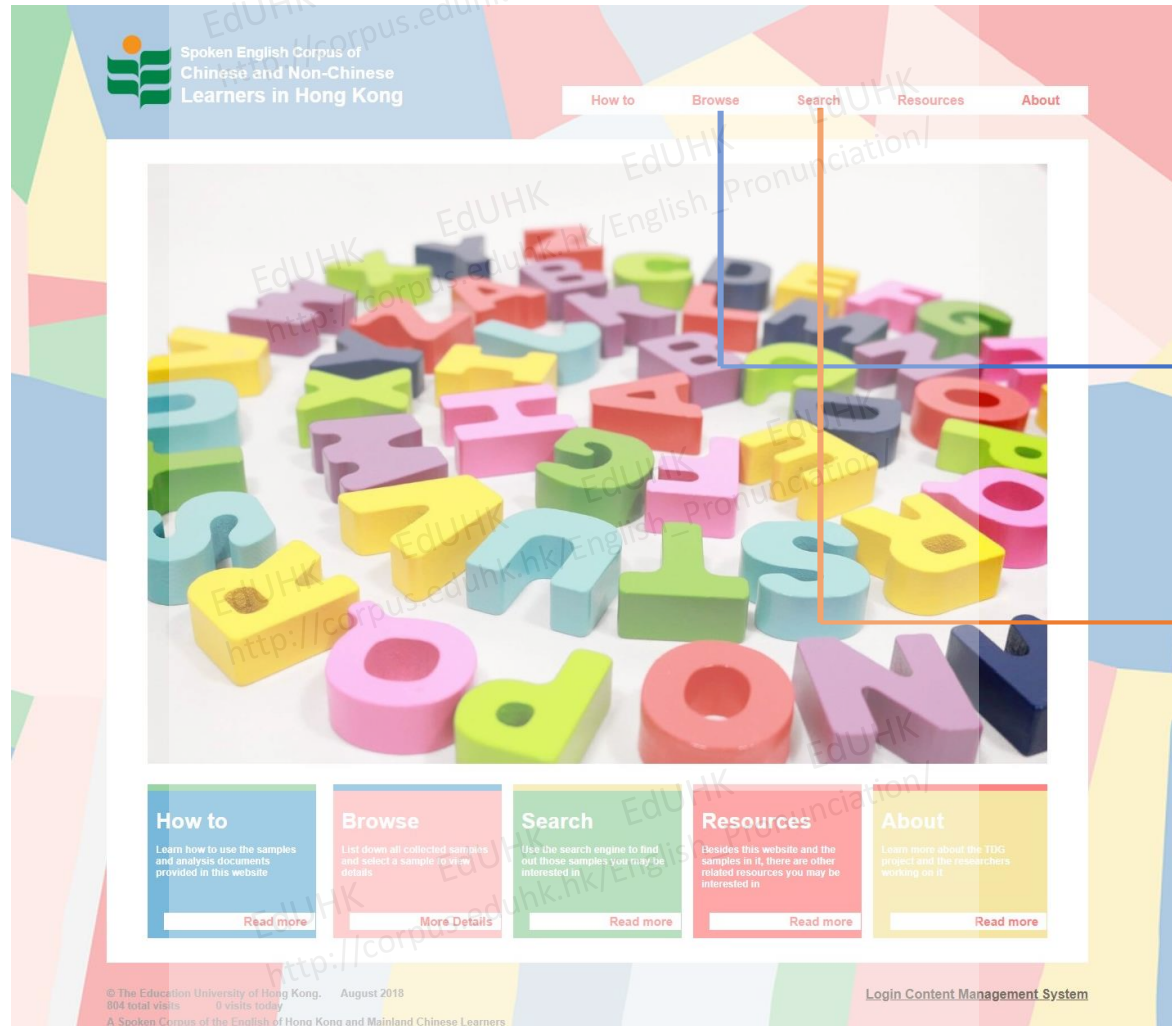 Spoken English Corpus of
Chinese and Non-Chinese
Learners in Hong Kong
How to
Browse
Search
Resources
About
EdUHK
http://corpus.eduhk.hk/English_Pronunciation/
How to
Learn how to use the samples
and analysis documents
provided in this website
Read more
Browse
List down all collected samples
and select a sample to view
details
More Details
Search
Use the search engine to find
out those samples you may be
interested in
Read more
Resources
Besides this website and the
samples in it, there are other
related resources you may be
interested in
Read more
About
Learn more about the TDG
project and the researchers
working on it
Read more
© The Education University of Hong Kong. August 2018
804 total visits 0 visits today
A Spoken Corpus of the English of Hong Kong and Mainland Chinese Learners
Login Content Management System